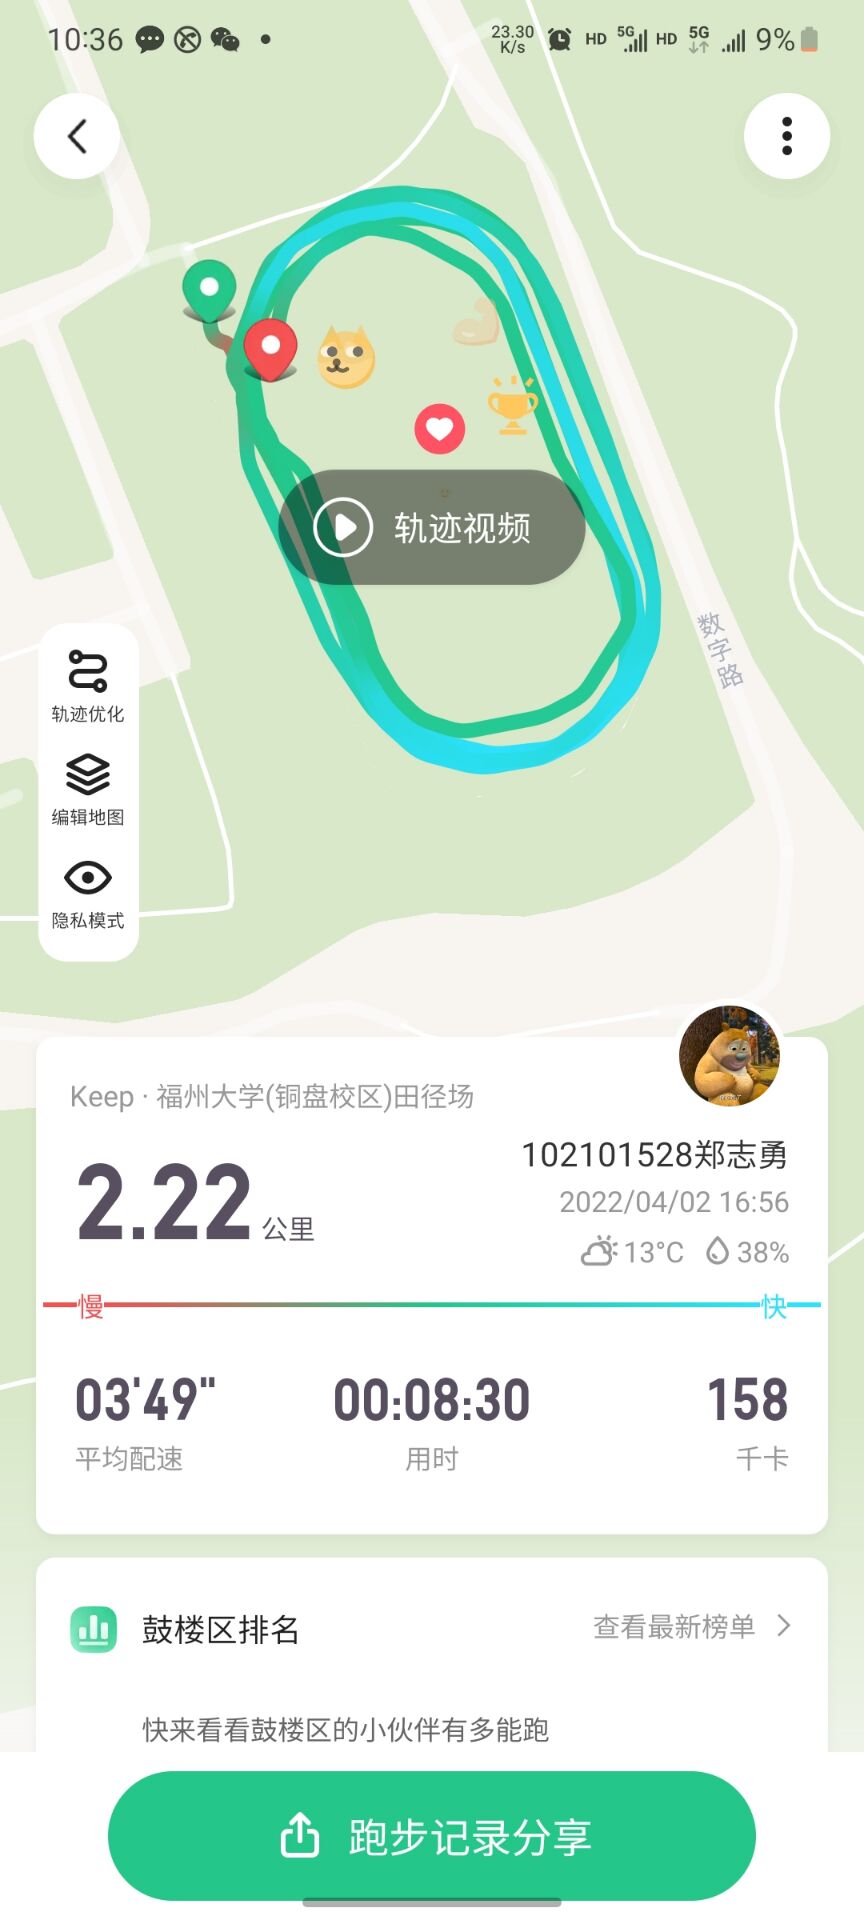 10:36
23.30 K/s HD 5G HD 5G 9%
轨迹视频
数字路
轨迹优化
编辑地图
隐私模式
Keep · 福州大学(铜盘校区)田径场
102101528郑志勇
2.22 公里
2022/04/02 16:56
13°C 38%
慢 快
03'49" 00:08:30 158
平均配速 用时 千卡
鼓楼区排名 查看最新榜单
快来看看鼓楼区的小伙伴有多能跑
跑步记录分享